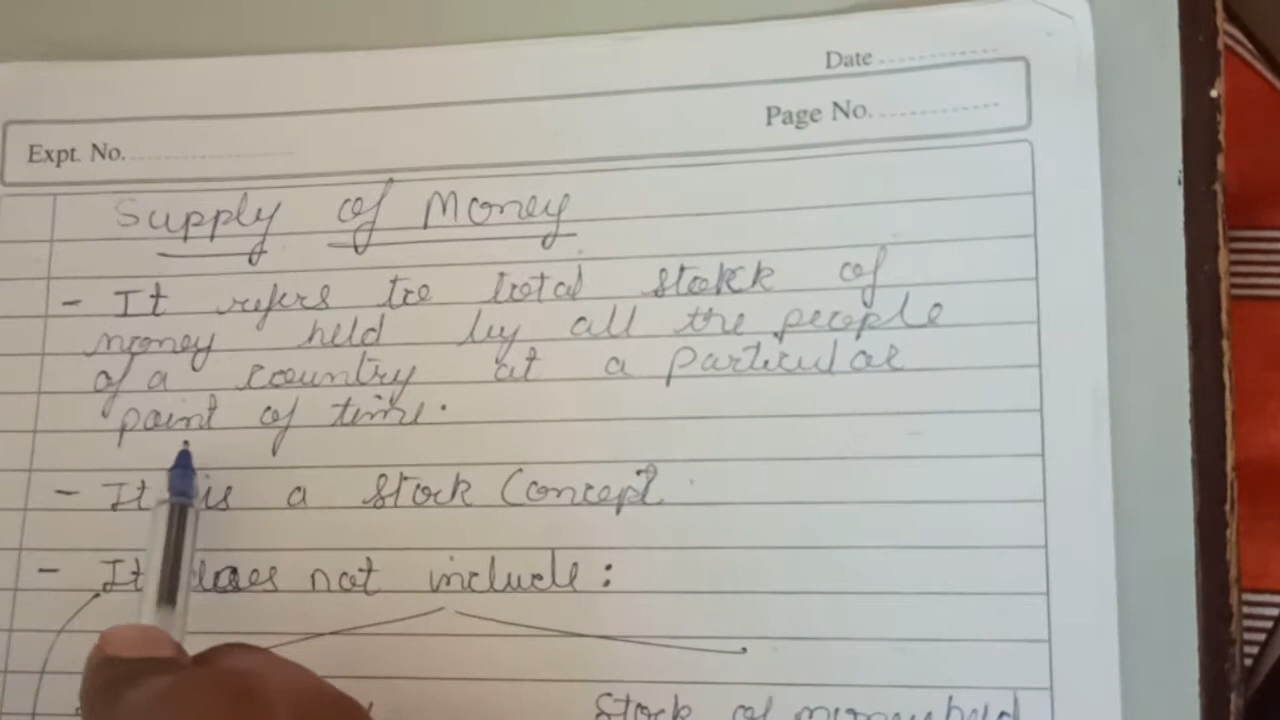 Date
Page No.
Expt. No.
Supply of Money
- It refers to total stock of
money held by all the people
of a country at a particular
point of time.
- It is a stock Concept
- It does not include:
Stock of money held